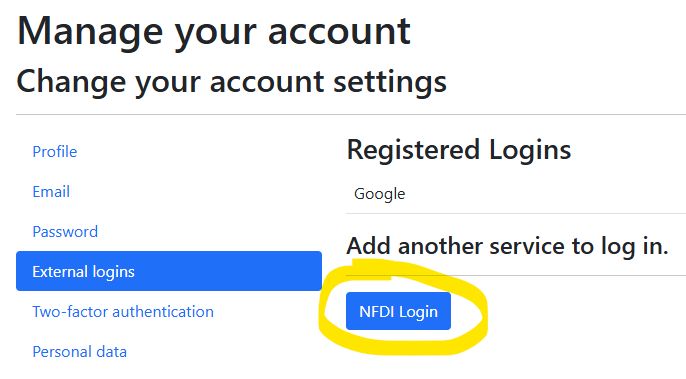 Manage your account
Change your account settings
Profile
Email
Password
External logins
Two-factor authentication
Personal data
Registered Logins
Google
Add another service to log in.
NFDI Login